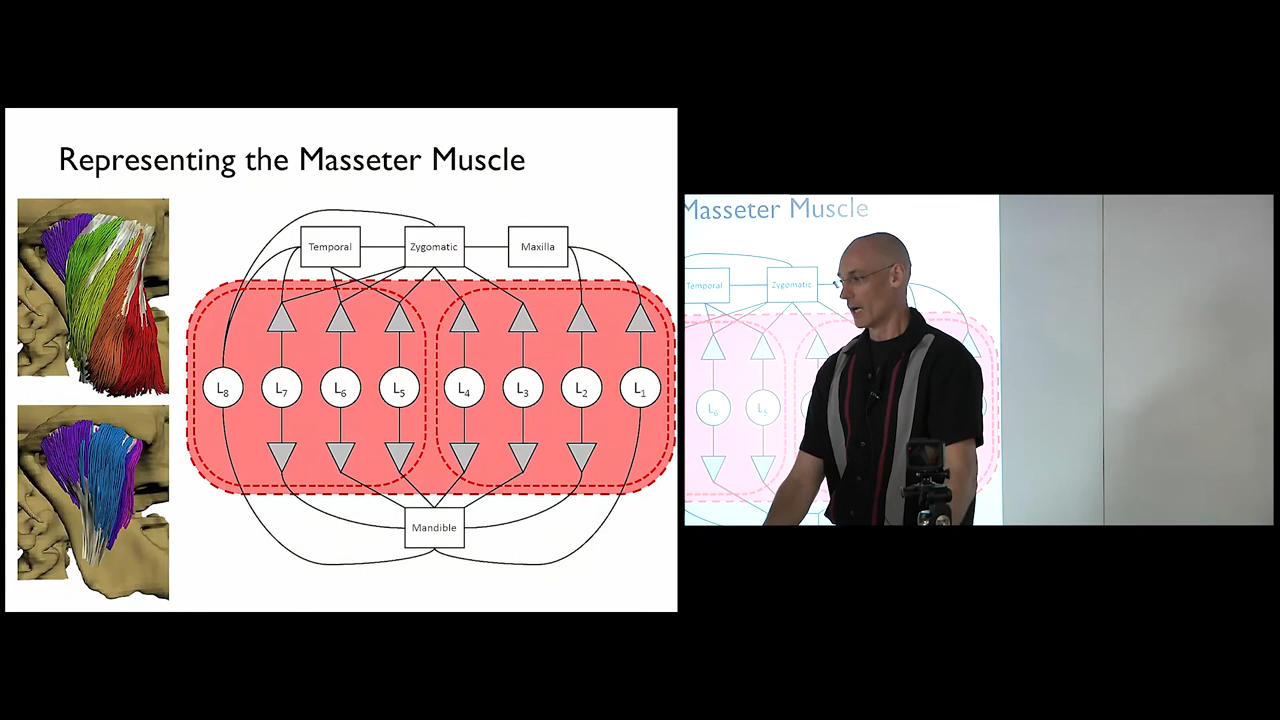 Representing the Masseter Muscle
Temporal
Zygomatic
Maxilla
L8
L7
L6
L5
L4
L3
L2
L1
Mandible
Masseter Muscle
Temporal
Zygomatic
L6
L5